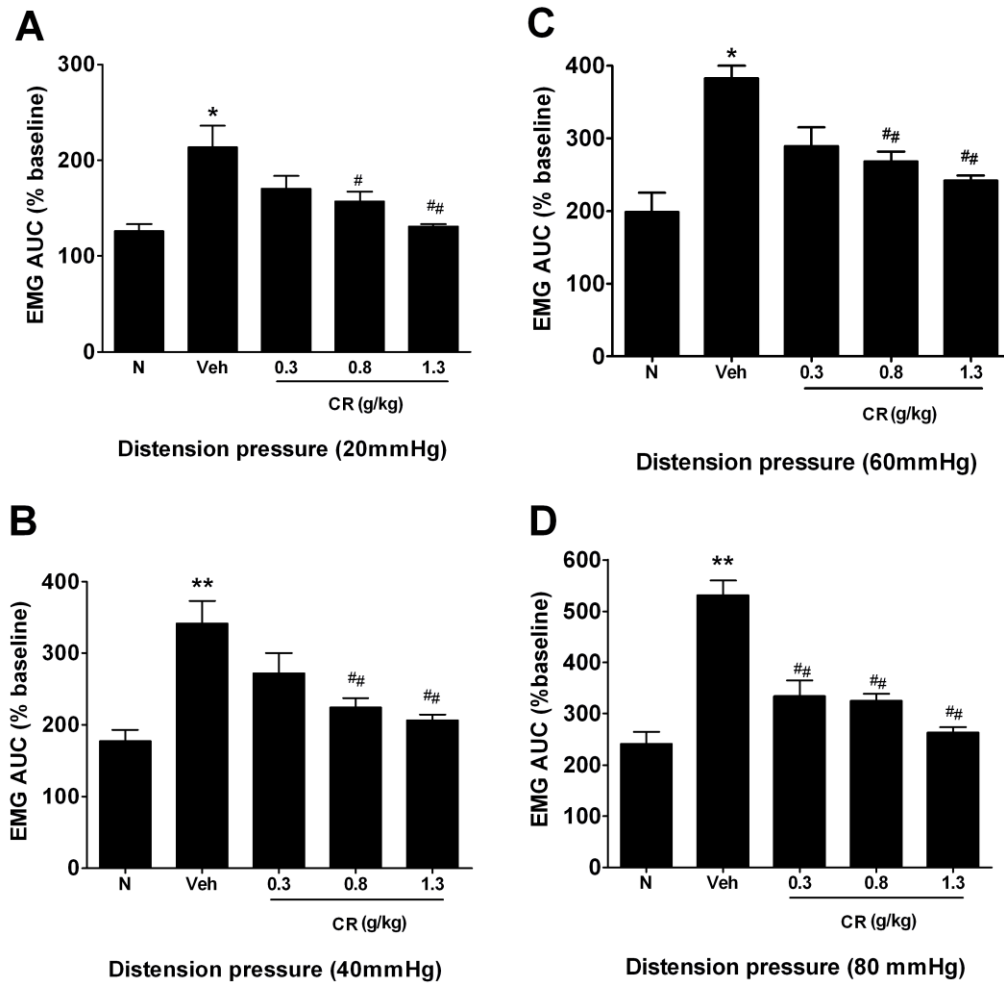 A
EMG AUC (% baseline)
300
200
100
0
*
#
##
N Veh 0.3 0.8 1.3
CR (g/kg)
Distension pressure (20mmHg)
B
EMG AUC (% baseline)
400
300
200
100
0
**
##
##
N Veh 0.3 0.8 1.3
CR (g/kg)
Distension pressure (40mmHg)
C
EMG AUC (% baseline)
400
300
200
100
0
*
##
##
N Veh 0.3 0.8 1.3
CR (g/kg)
Distension pressure (60mmHg)
D
EMG AUC (%baseline)
600
500
400
300
200
100
0
**
##
##
##
N Veh 0.3 0.8 1.3
CR (g/kg)
Distension pressure (80 mmHg)